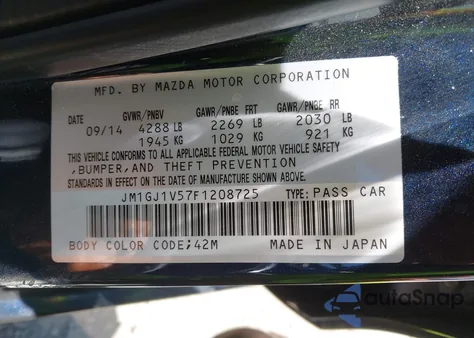 MFD. BY MAZDA MOTOR CORPORATION
DATE GVWR/PNBV GAWR/PNBE FRT GAWR/PNBE RR
09/14 4288 LB 2269 LB 2030 LB
1945 KG 1029 KG 921 KG
THIS VEHICLE CONFORMS TO ALL APPLICABLE FEDERAL MOTOR VEHICLE SAFETY
,BUMPER,AND THEFT PREVENTION
STANDARDS IN EFFECT ON THE DATE OF MANUFACTURE SHOWN ABOVE.
JM1GJ1V57F1208725 TYPE: PASS CAR
BODY COLOR CODE;42M MADE IN JAPAN
autoSnap